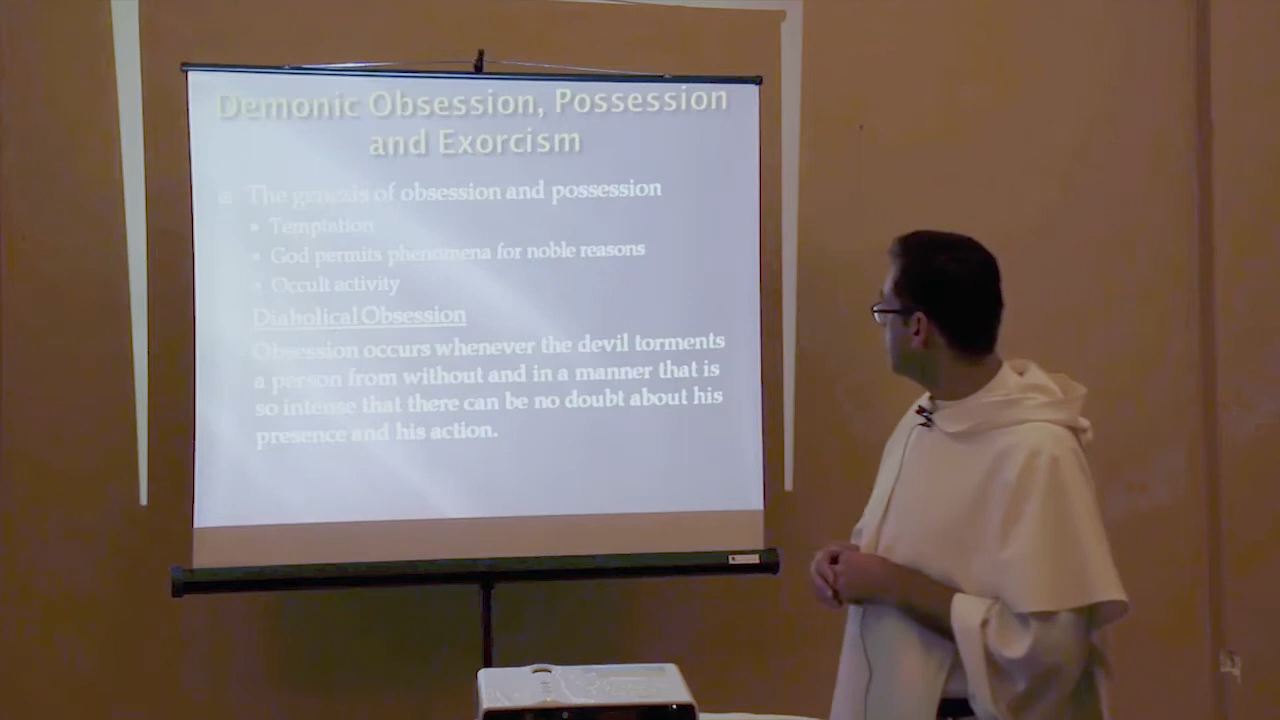 Demonic Obsession, Possession
and Exorcism
The genesis of obsession and possession
Temptation
God permits phenomena for noble reasons
Occult activity
Diabolical Obsession
Obsession occurs whenever the devil torments
a person from without and in a manner that is
so intense that there can be no doubt about his
presence and his action.